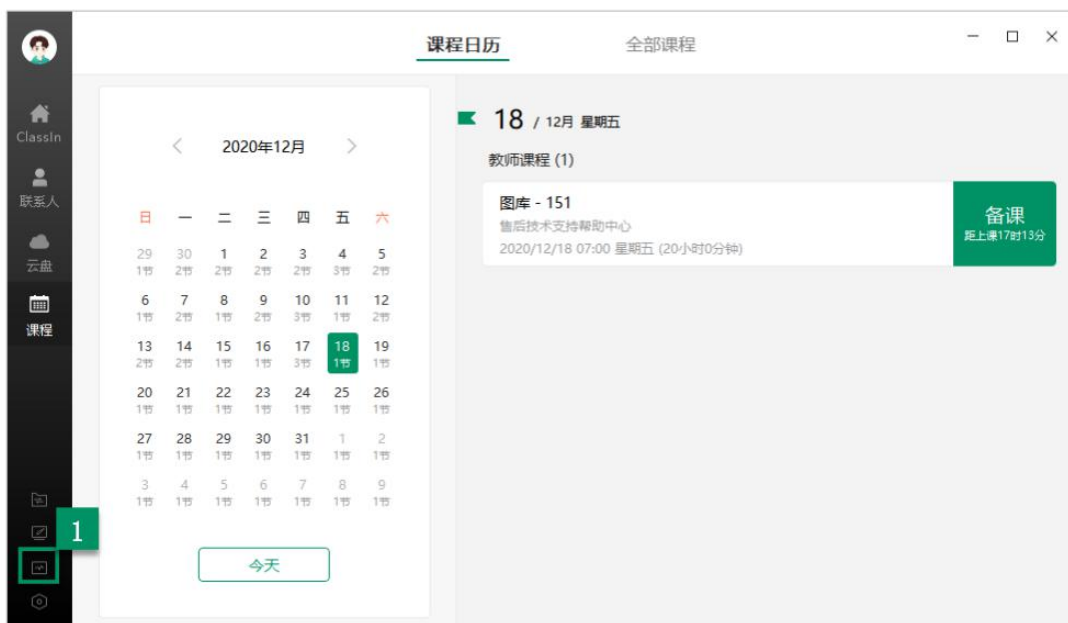 课程日历 全部课程
ClassIn
联系人
云盘
课程
1
2020年12月
日 一 二 三 四 五 六
29 30 1 2 3 4 5
1节 2节 2节 2节 2节 3节 2节
6 7 8 9 10 11 12
1节 2节 1节 2节 3节 1节 2节
13 14 15 16 17 18 19
2节 2节 1节 1节 3节 1节 1节
20 21 22 23 24 25 26
1节 1节 1节 1节 1节 1节 1节
27 28 29 30 31 1 2
1节 1节 1节 1节 1节 1节 1节
3 4 5 6 7 8 9
1节 1节 1节 1节 1节 1节 1节
今天
18 / 12月 星期五
教师课程 (1)
图库 - 151
售后技术支持帮助中心
2020/12/18 07:00 星期五 (20小时0分钟)
备课
距上课17时13分